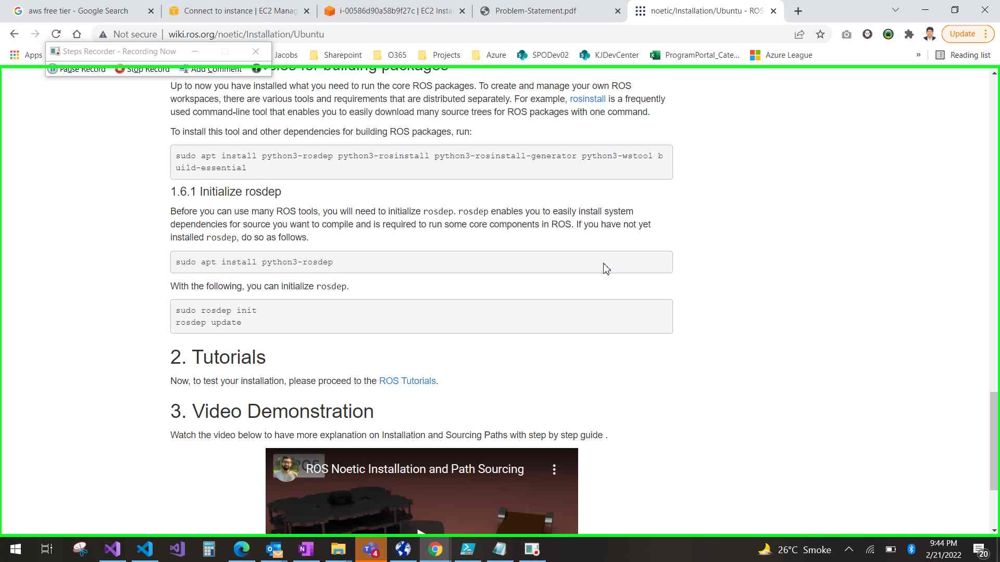 aws free tier - Google Search
Connect to instance | EC2 Manag
i-00586d90a58b9f27c | EC2 Insta
Problem-Statement.pdf
noetic/Installation/Ubuntu - ROS
Not secure | wiki.ros.org/noetic/Installation/Ubuntu
Update
Apps
Steps Recorder - Recording Now
Jacobs
Sharepoint
O365
Projects
Azure
SPODev02
KJDevCenter
ProgramPortal_Cate...
Azure League
»
Reading list
Pause Record
Stop Record
Add Comment
for building packages
Up to now you have installed what you need to run the core ROS packages. To create and manage your own ROS
workspaces, there are various tools and requirements that are distributed separately. For example, rosinstall is a frequently
used command-line tool that enables you to easily download many source trees for ROS packages with one command.
To install this tool and other dependencies for building ROS packages, run:
sudo apt install python3-rosdep python3-rosinstall python3-rosinstall-generator python3-wstool b
uild-essential
1.6.1 Initialize rosdep
Before you can use many ROS tools, you will need to initialize rosdep. rosdep enables you to easily install system
dependencies for source you want to compile and is required to run some core components in ROS. If you have not yet
installed rosdep, do so as follows.
sudo apt install python3-rosdep
With the following, you can initialize rosdep.
sudo rosdep init
rosdep update
2. Tutorials
Now, to test your installation, please proceed to the ROS Tutorials.
3. Video Demonstration
Watch the video below to have more explanation on Installation and Sourcing Paths with step by step guide .
ROS Noetic Installation and Path Sourcing
4
26°C Smoke
9:44 PM
2/21/2022
20